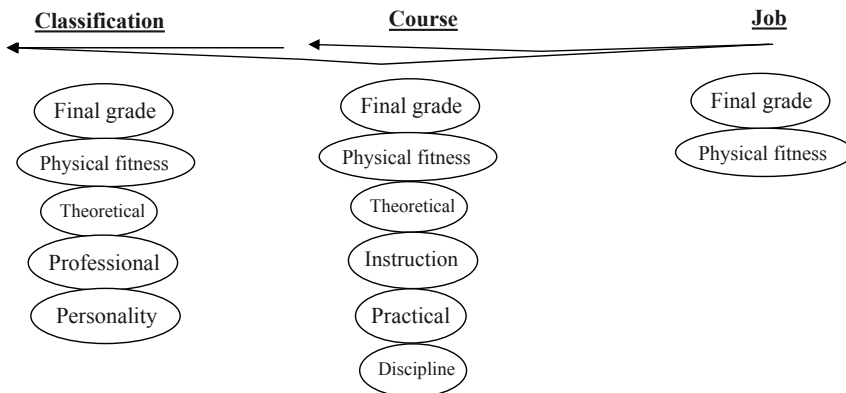 Classification
Course
Job
Final grade
Physical fitness
Theoretical
Professional
Personality
Final grade
Physical fitness
Theoretical
Instruction
Practical
Discipline
Final grade
Physical fitness